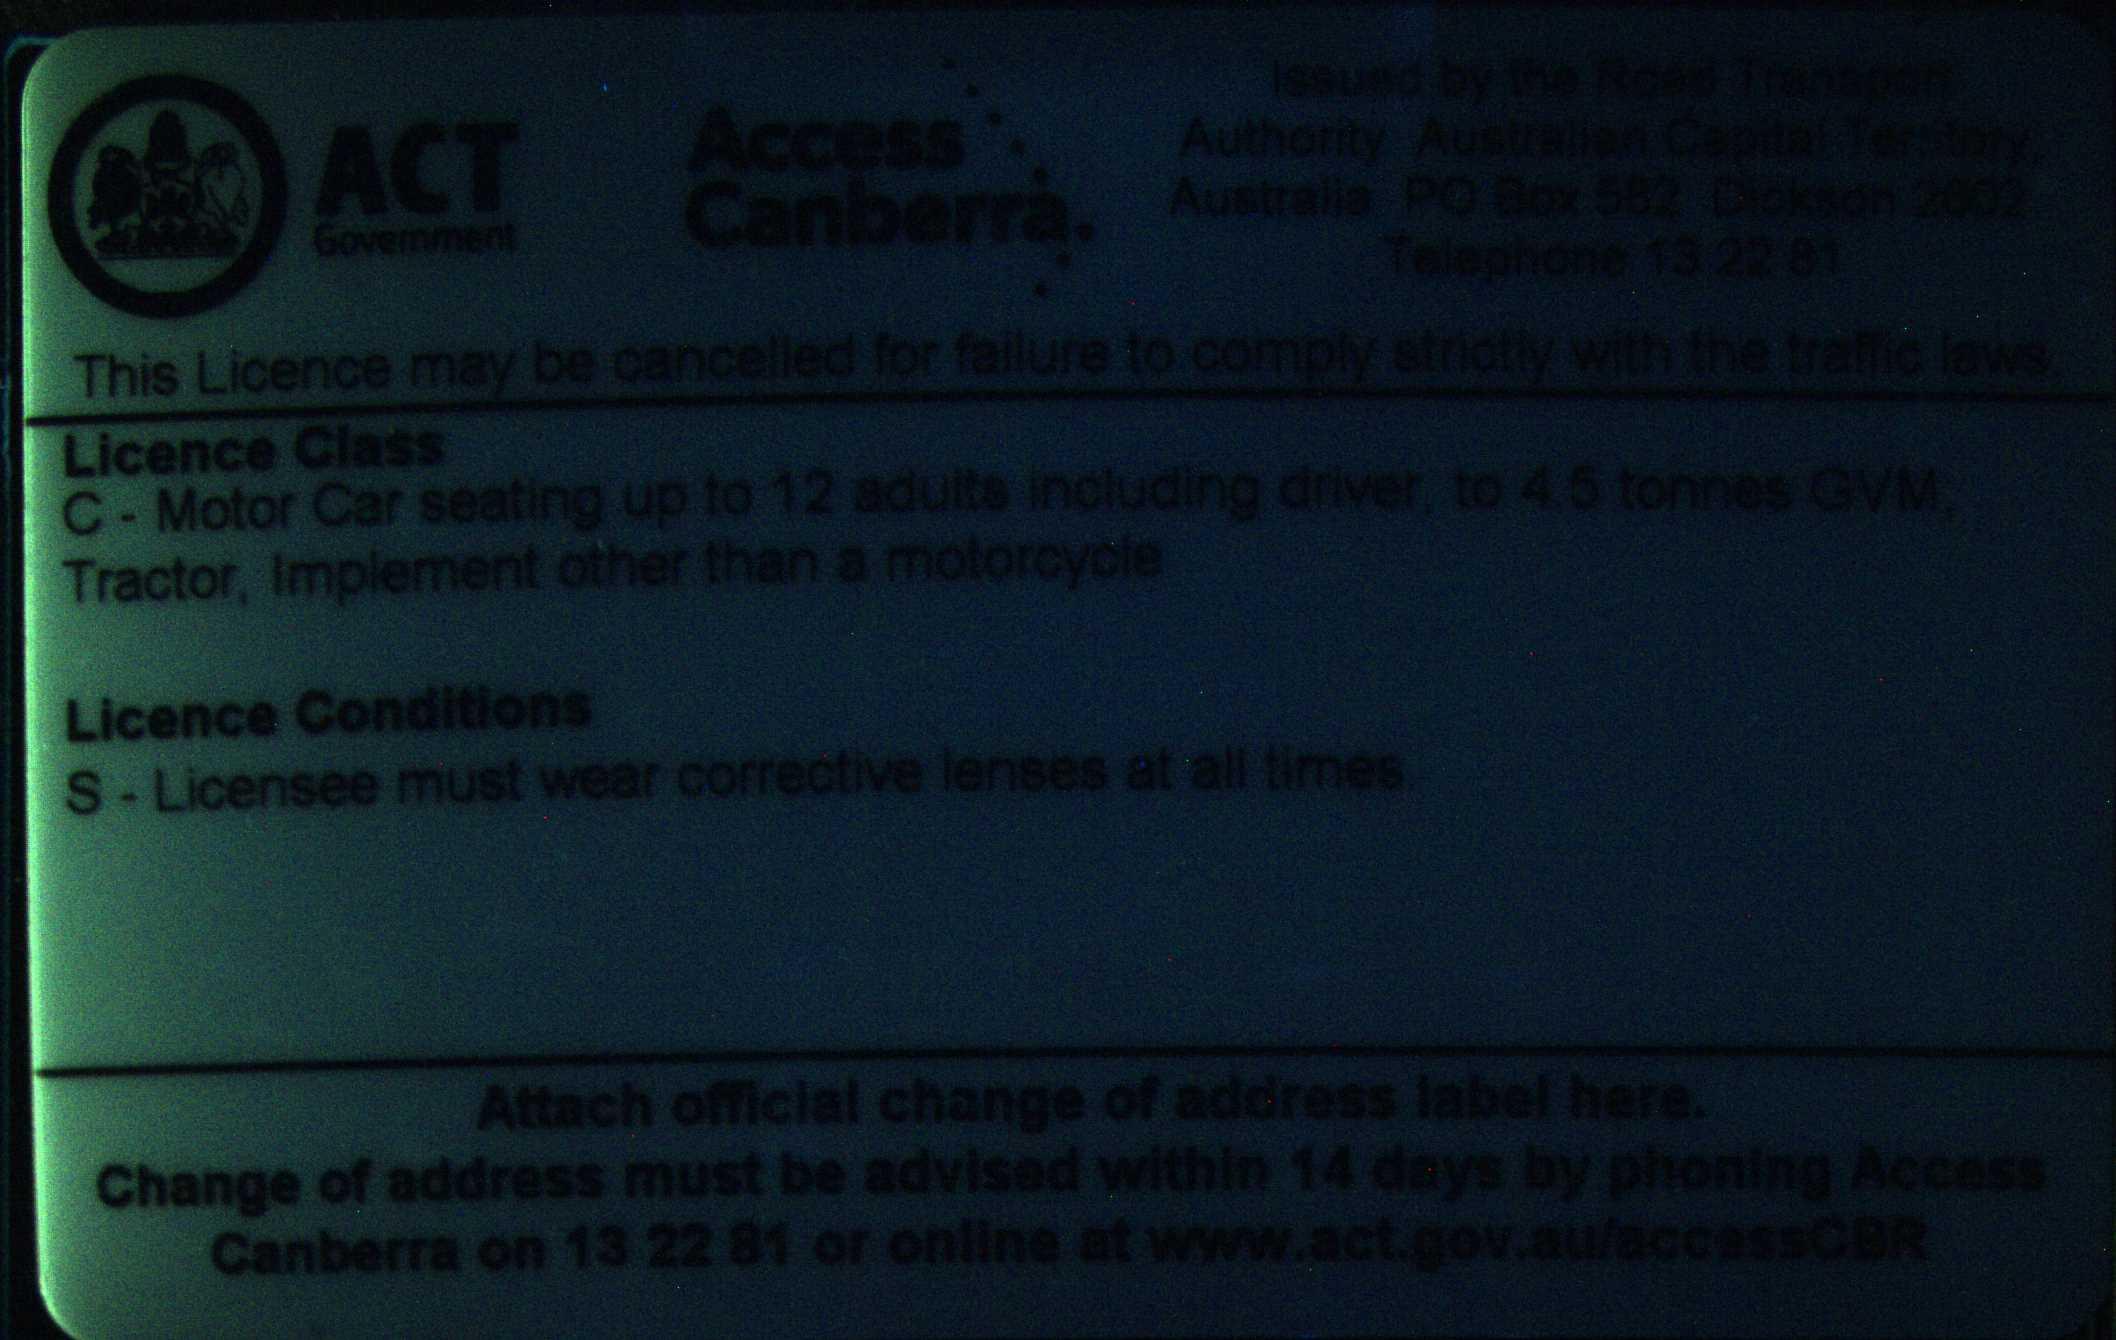 ACT
Government
Access
Canberra.
Issued by the Road Transport
Authority Australian Capital Territory,
Australia PO Box 582 Dickson 2602
Telephone 13 22 81
This Licence may be cancelled for failure to comply strictly with the traffic laws.
Licence Class
C - Motor Car seating up to 12 adults including driver, to 4.5 tonnes GVM;
Tractor, Implement other than a motorcycle
Licence Conditions
S - Licensee must wear corrective lenses at all times.
Attach official change of address label here.
Change of address must be advised within 14 days by phoning Access
Canberra on 13 22 81 or online at www.act.gov.au/accessCBR